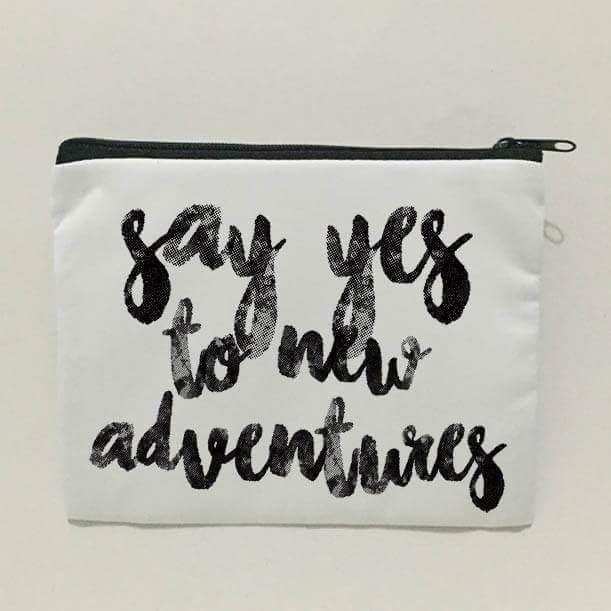 say yes
to new
adventures